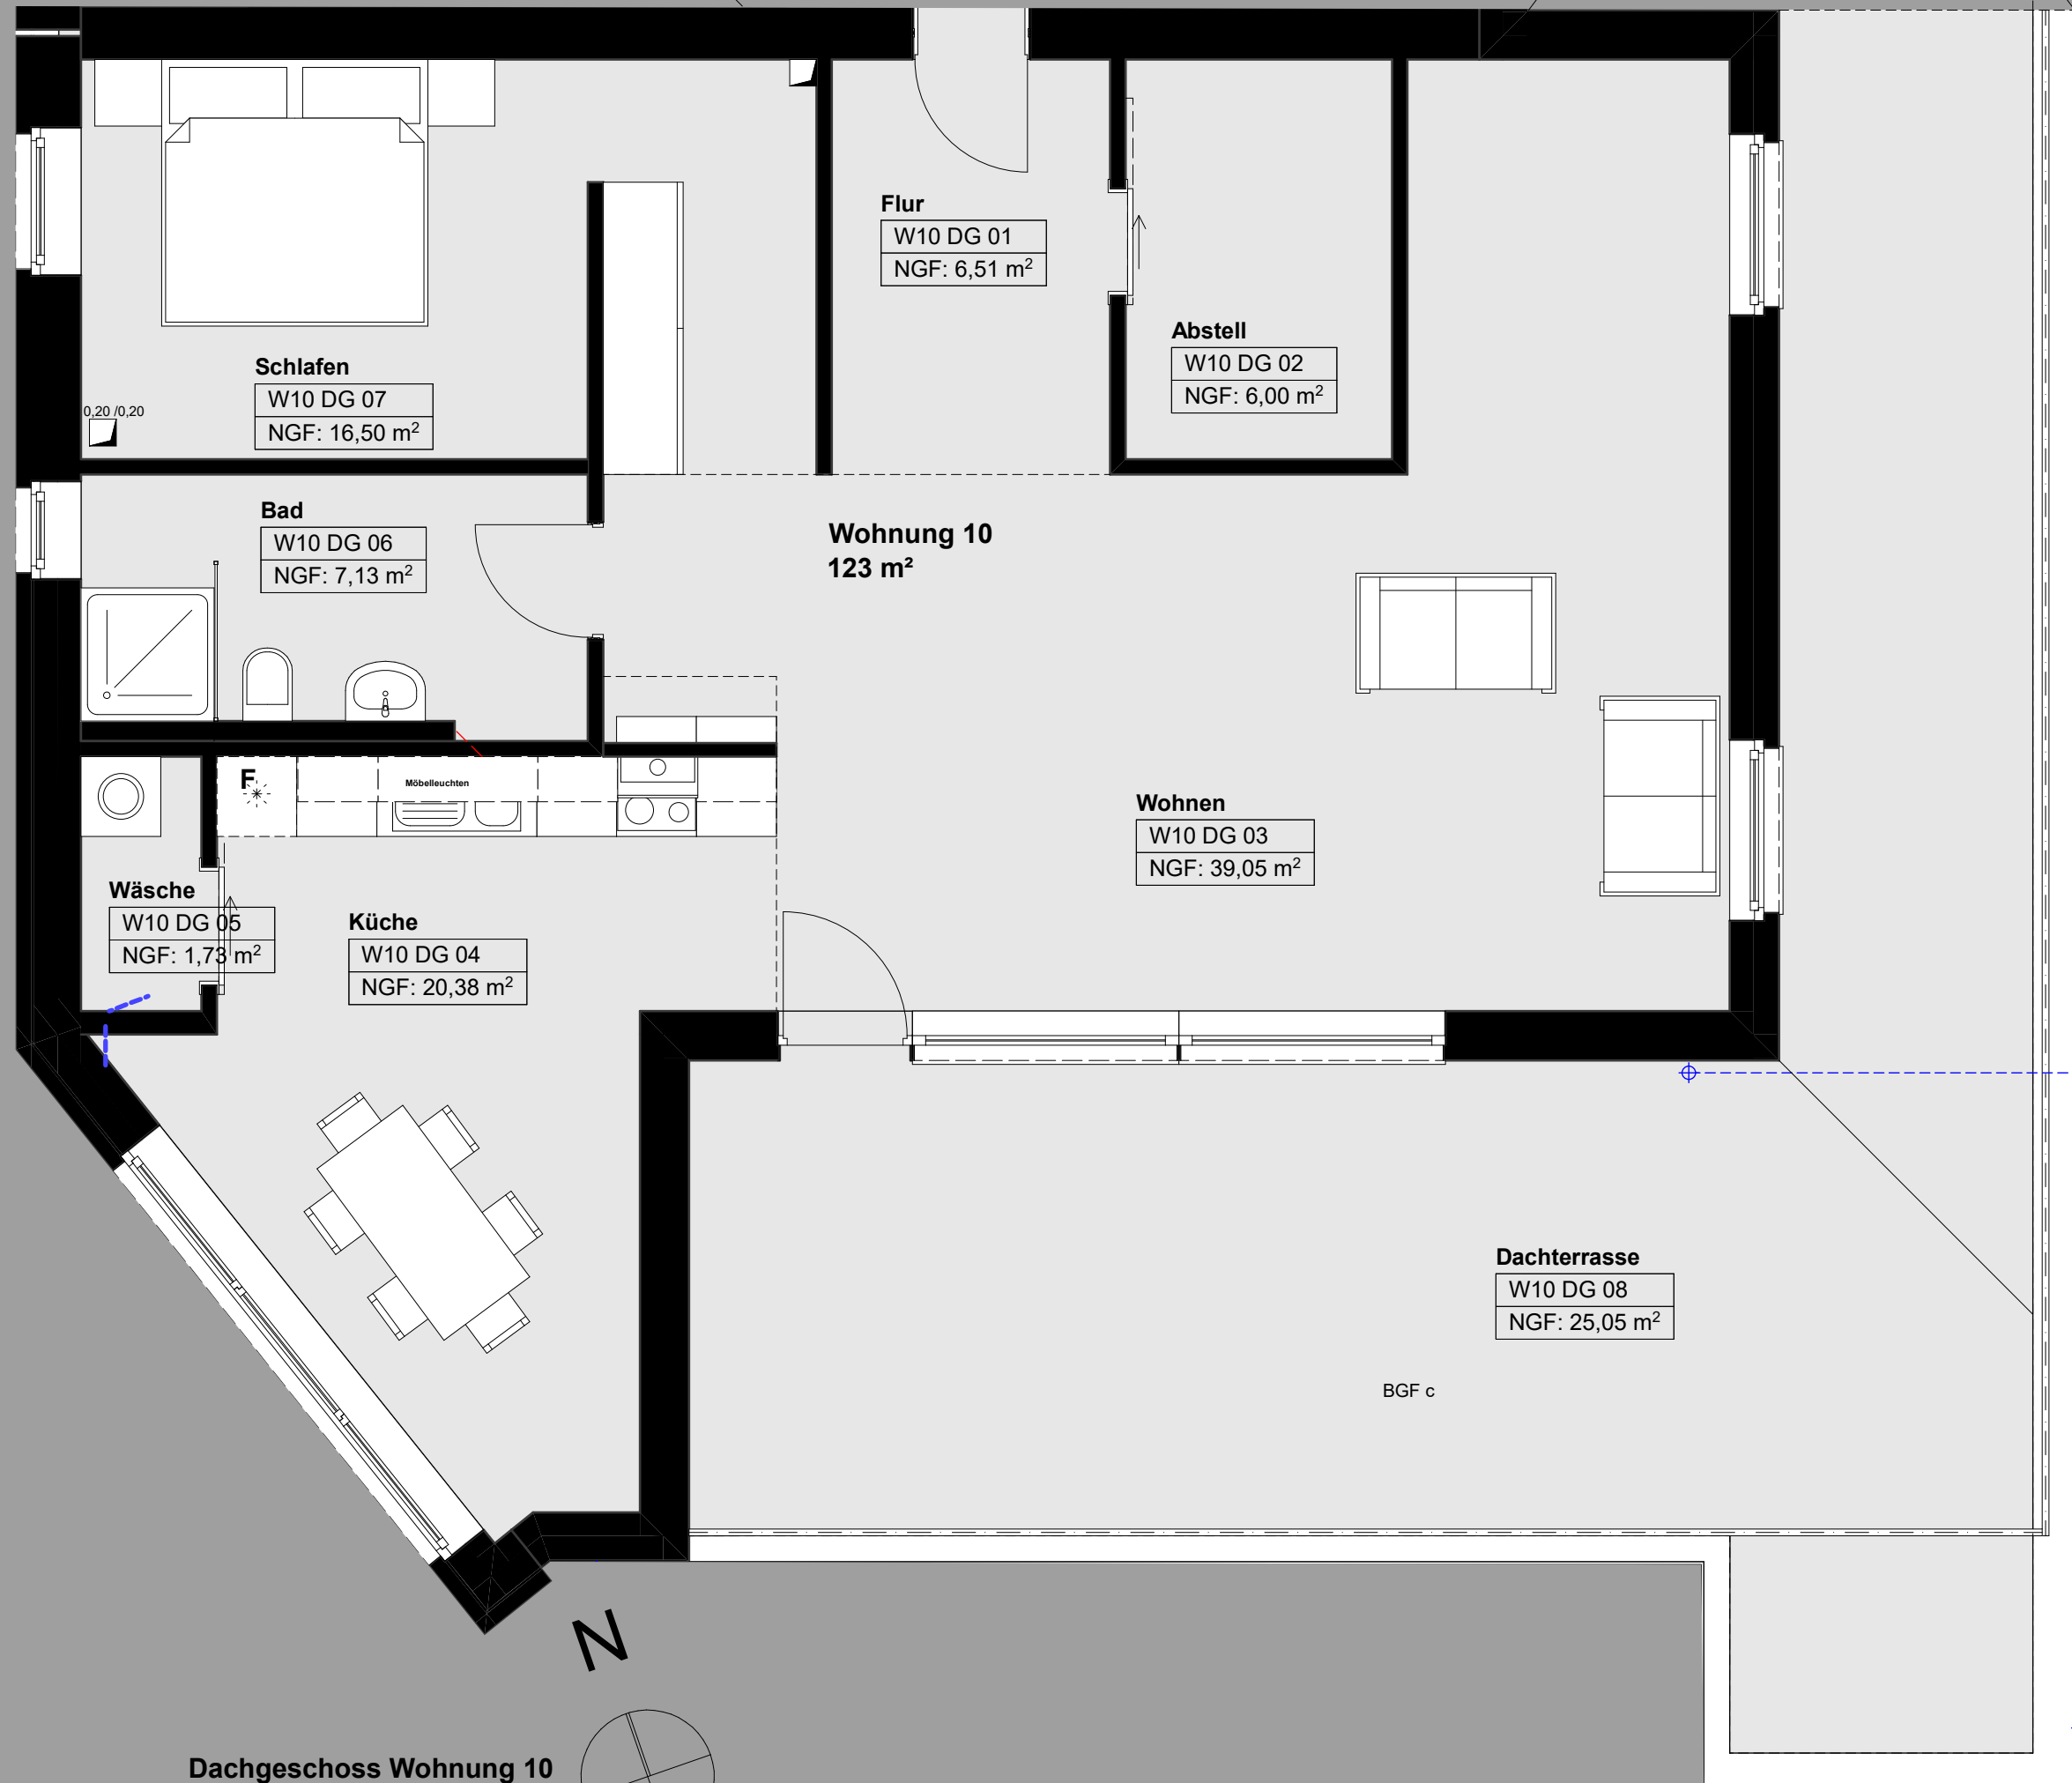 Flur
W10 DG 01
NGF: 6,51 m²
Abstell
W10 DG 02
NGF: 6,00 m²
Schlafen
W10 DG 07
NGF: 16,50 m²
0,20 /0,20
Bad
W10 DG 06
NGF: 7,13 m²
Wohnung 10
123 m²
F
Möbelleuchten
Wohnen
W10 DG 03
NGF: 39,05 m²
Wäsche
W10 DG 05
NGF: 1,73 m²
Küche
W10 DG 04
NGF: 20,38 m²
Dachterrasse
W10 DG 08
NGF: 25,05 m²
BGF c
N
Dachgeschoss Wohnung 10